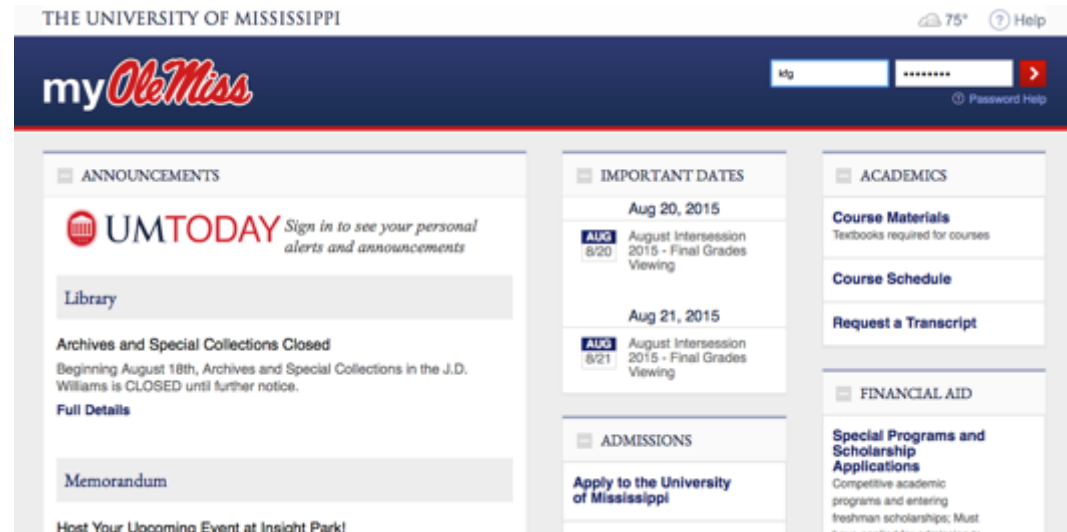 THE UNIVERSITY OF MISSISSIPPI
75°
? Help
my Ole Miss
kfg
••••••••
? Password Help
ANNOUNCEMENTS
UMTODAY
Sign in to see your personal
alerts and announcements
Library
Archives and Special Collections Closed
Beginning August 18th, Archives and Special Collections in the J.D.
Williams is CLOSED until further notice.
Full Details
Memorandum
Host Your Upcoming Event at Insight Park!
IMPORTANT DATES
Aug 20, 2015
AUG
8/20
August Intersession
2015 - Final Grades
Viewing
Aug 21, 2015
AUG
8/21
August Intersession
2015 - Final Grades
Viewing
ADMISSIONS
Apply to the University
of Mississippi
ACADEMICS
Course Materials
Textbooks required for courses
Course Schedule
Request a Transcript
FINANCIAL AID
Special Programs and
Scholarship
Applications
Competitive academic
programs and entering
freshman scholarships; Must